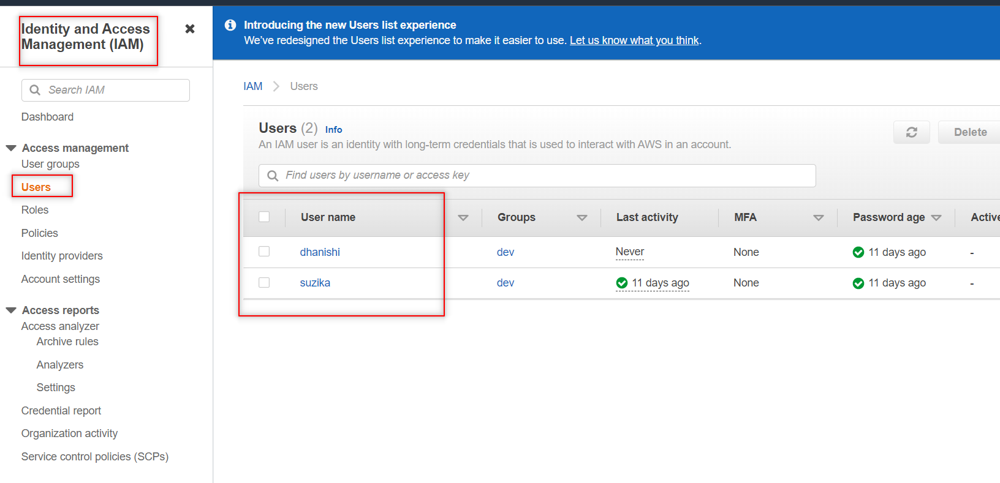 Identity and Access
Management (IAM)
Search IAM
Dashboard
Access management
User groups
Users
Roles
Policies
Identity providers
Account settings
Access reports
Access analyzer
Archive rules
Analyzers
Settings
Credential report
Organization activity
Service control policies (SCPs)
Introducing the new Users list experience
We've redesigned the Users list experience to make it easier to use. Let us know what you think.
IAM > Users
Users (2) Info
An IAM user is an identity with long-term credentials that is used to interact with AWS in an account.
Delete
Find users by username or access key
User name Groups Last activity MFA Password age Active
dhanishi dev Never None 11 days ago -
suzika dev 11 days ago None 11 days ago -